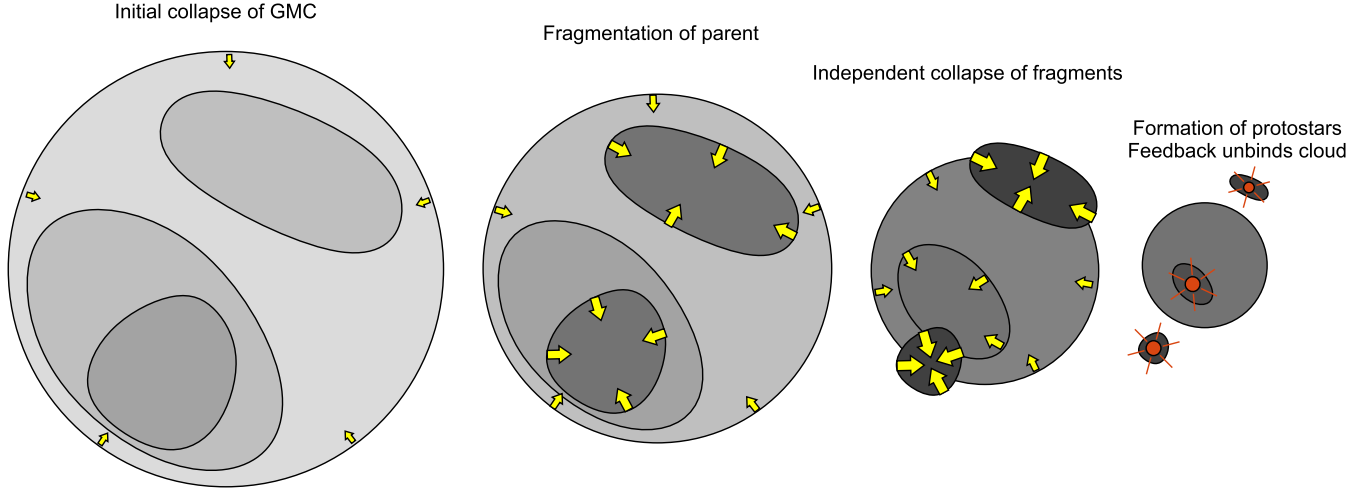 Initial collapse of GMC
Fragmentation of parent
Independent collapse of fragments
Formation of protostars
Feedback unbinds cloud